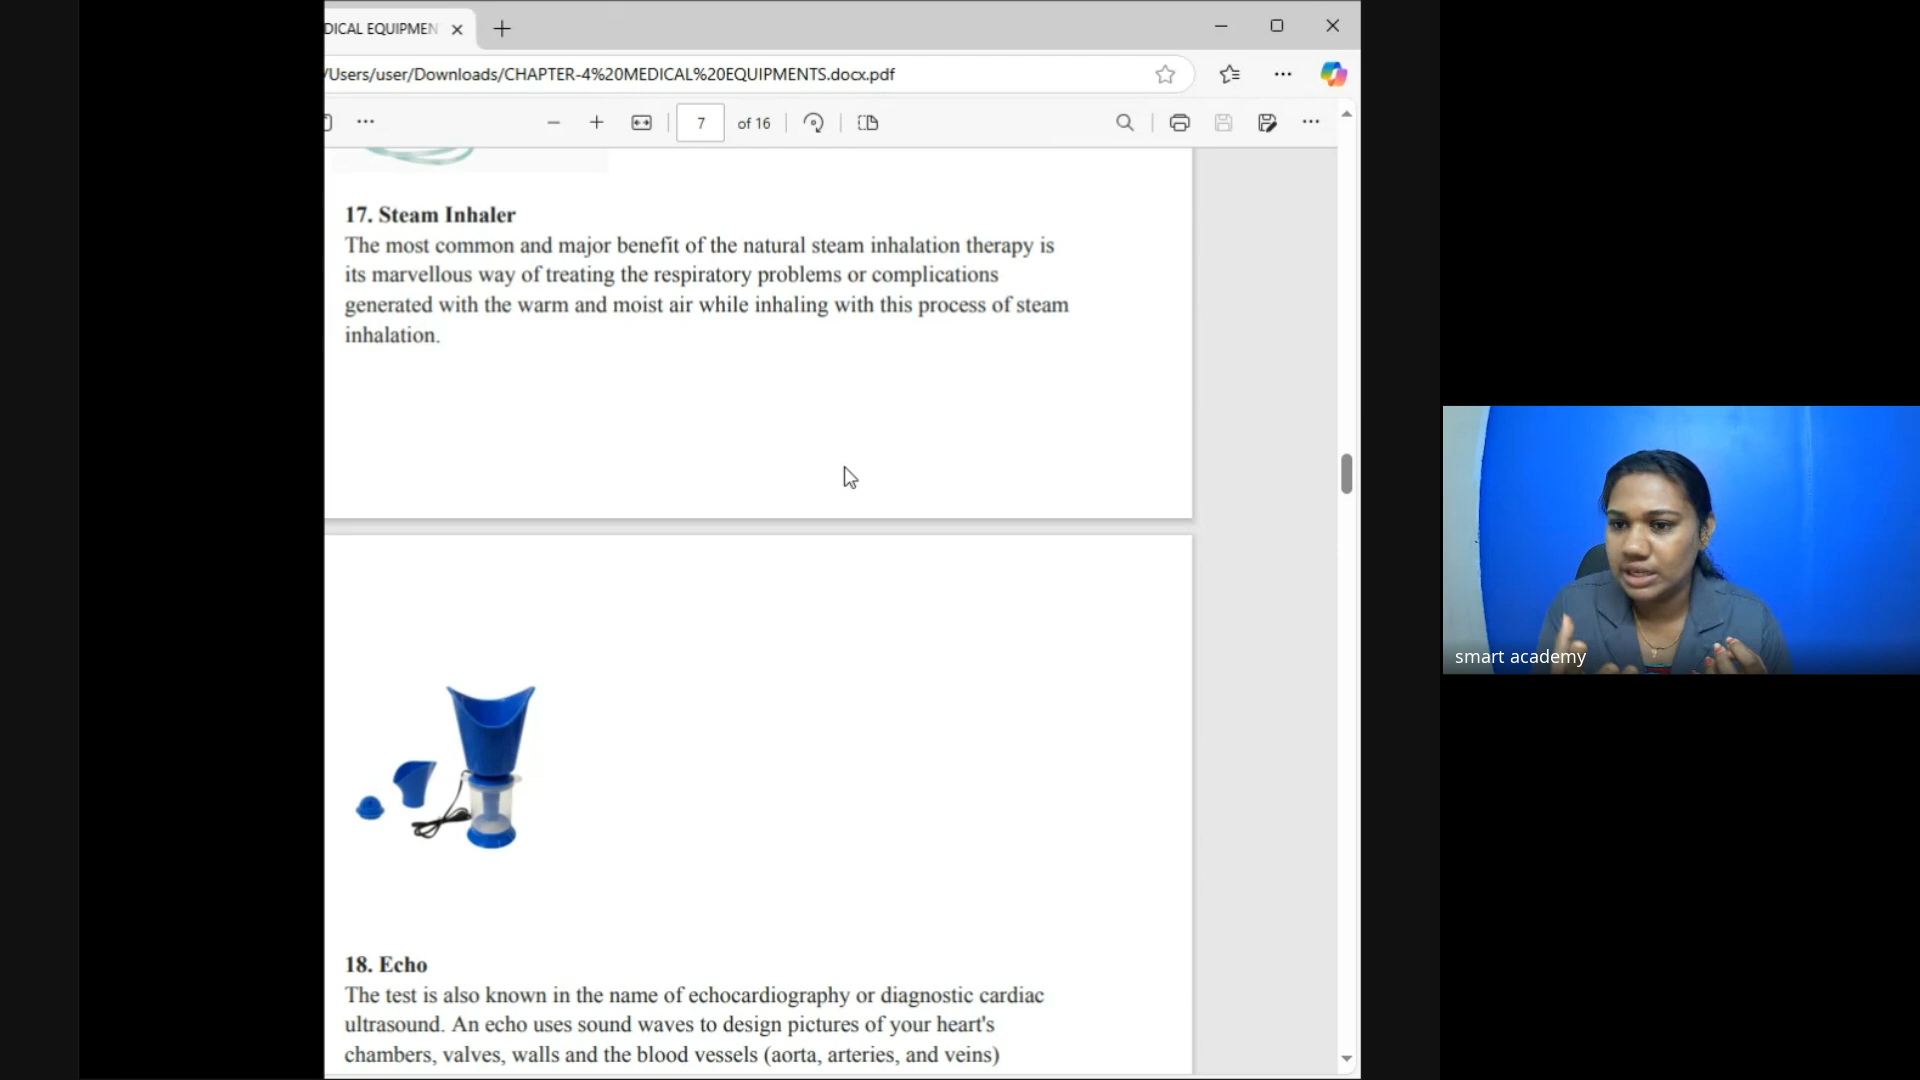 DICAL EQUIPMEN
/Users/user/Downloads/CHAPTER-4%20MEDICAL%20EQUIPMENTS.docx.pdf
7 of 16
17. Steam Inhaler
The most common and major benefit of the natural steam inhalation therapy is
its marvellous way of treating the respiratory problems or complications
generated with the warm and moist air while inhaling with this process of steam
inhalation.
smart academy
18. Echo
The test is also known in the name of echocardiography or diagnostic cardiac
ultrasound. An echo uses sound waves to design pictures of your heart's
chambers, valves, walls and the blood vessels (aorta, arteries, and veins)